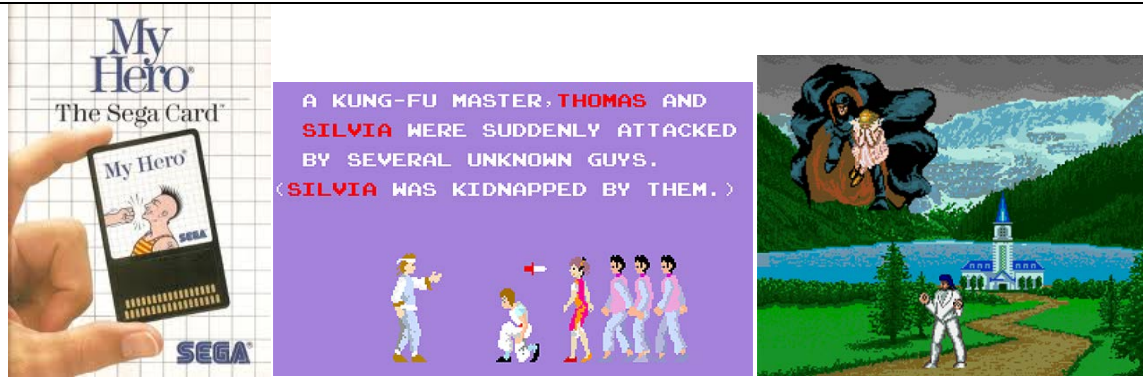 My
Hero®
The Sega Card™
My Hero®
SEGA
SEGA®
A KUNG-FU MASTER,THOMAS AND
SILVIA WERE SUDDENLY ATTACKED
BY SEVERAL UNKNOWN GUYS.
(SILVIA WAS KIDNAPPED BY THEM.)